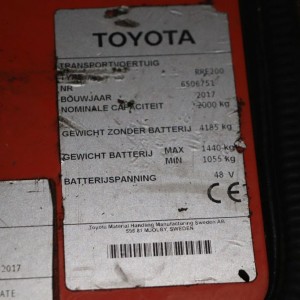 TOYOTA
TRANSPORTVOERTUIG
RRE200
NR 6506751
BOUWJAAR 2017
NOMINALE CAPACITEIT 2000 kg
GEWICHT ZONDER BATTERIJ 4185 kg
GEWICHT BATTERIJ MAX 1440 kg
MIN 1055 kg
BATTERIJSPANNING 48 V
CE
Toyota Material Handling Manufacturing Sweden AB,
595 81 MJÖLBY, SWEDEN
2017
ATE